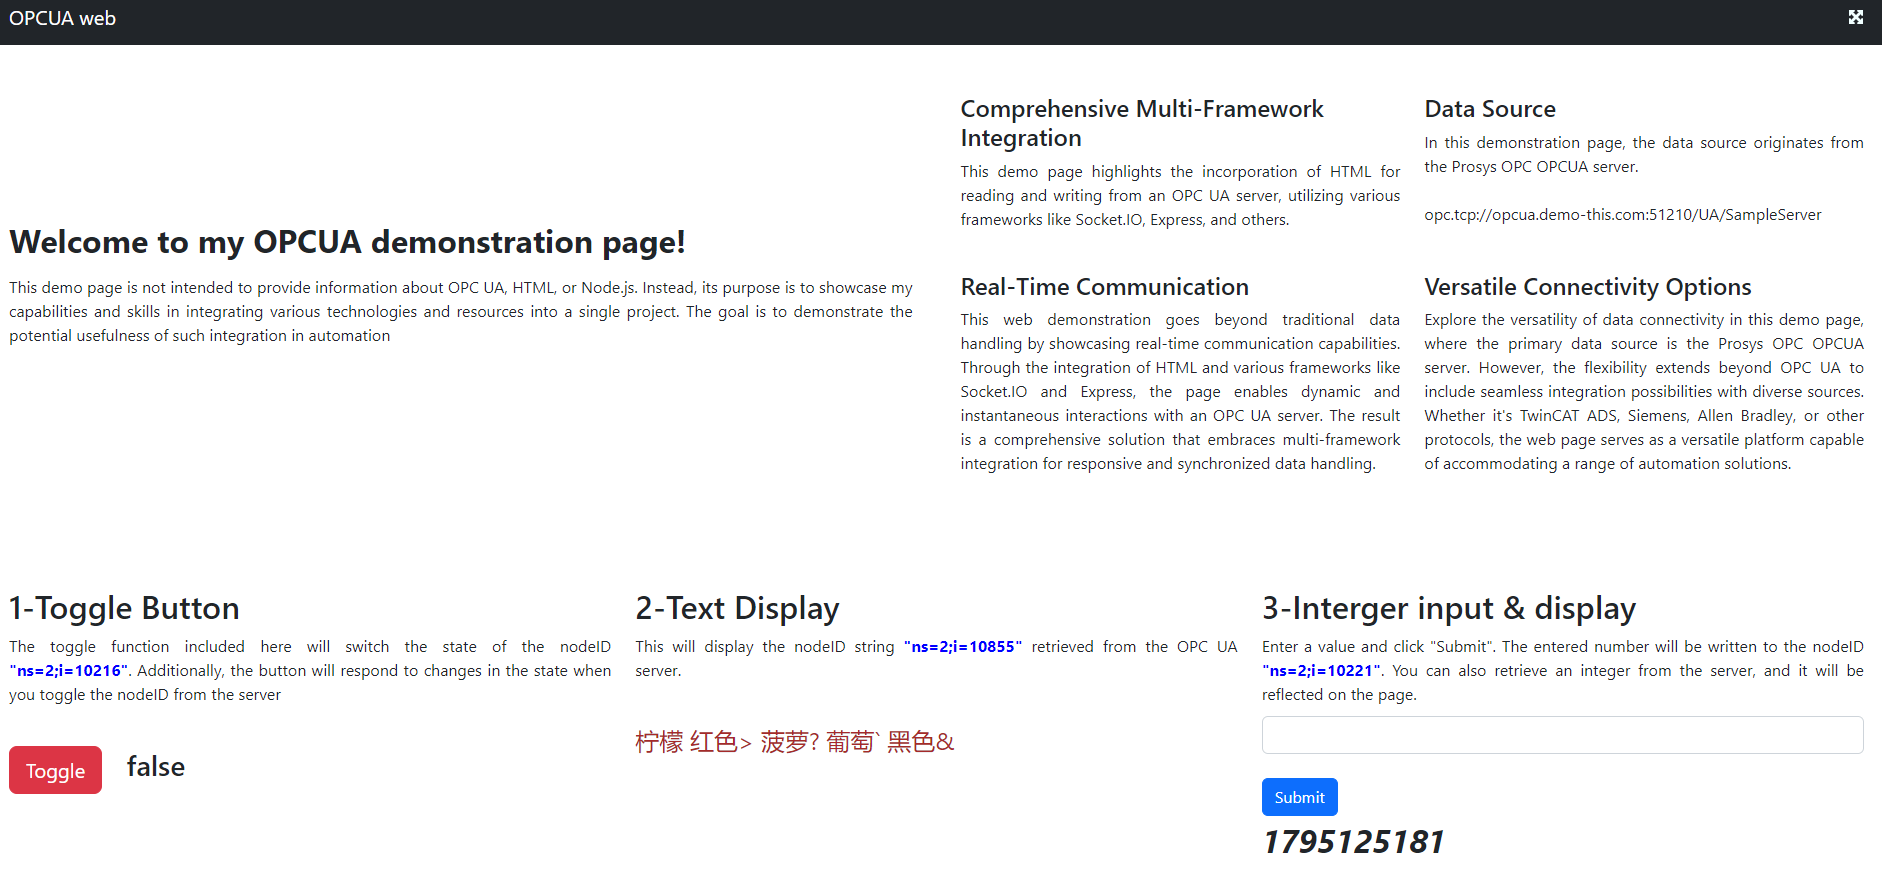 OPCUA web
Welcome to my OPCUA demonstration page!
This demo page is not intended to provide information about OPC UA, HTML, or Node.js. Instead, its purpose is to showcase my
capabilities and skills in integrating various technologies and resources into a single project. The goal is to demonstrate the
potential usefulness of such integration in automation
Comprehensive Multi-Framework
Integration
This demo page highlights the incorporation of HTML for
reading and writing from an OPC UA server, utilizing various
frameworks like Socket.IO, Express, and others.
Data Source
In this demonstration page, the data source originates from
the Prosys OPC OPCUA server.
opc.tcp://opcua.demo-this.com:51210/UA/SampleServer
Real-Time Communication
This web demonstration goes beyond traditional data
handling by showcasing real-time communication capabilities.
Through the integration of HTML and various frameworks like
Socket.IO and Express, the page enables dynamic and
instantaneous interactions with an OPC UA server. The result
is a comprehensive solution that embraces multi-framework
integration for responsive and synchronized data handling.
Versatile Connectivity Options
Explore the versatility of data connectivity in this demo page,
where the primary data source is the Prosys OPC OPCUA
server. However, the flexibility extends beyond OPC UA to
include seamless integration possibilities with diverse sources.
Whether it's TwinCAT ADS, Siemens, Allen Bradley, or other
protocols, the web page serves as a versatile platform capable
of accommodating a range of automation solutions.
1-Toggle Button
The toggle function included here will switch the state of the nodeID
"ns=2;i=10216". Additionally, the button will respond to changes in the state when
you toggle the nodeID from the server
Toggle false
2-Text Display
This will display the nodeID string "ns=2;i=10855" retrieved from the OPC UA
server.
柠檬 红色> 菠萝? 葡萄` 黑色&
3-Interger input & display
Enter a value and click "Submit". The entered number will be written to the nodeID
"ns=2;i=10221". You can also retrieve an integer from the server, and it will be
reflected on the page.
Submit
1795125181